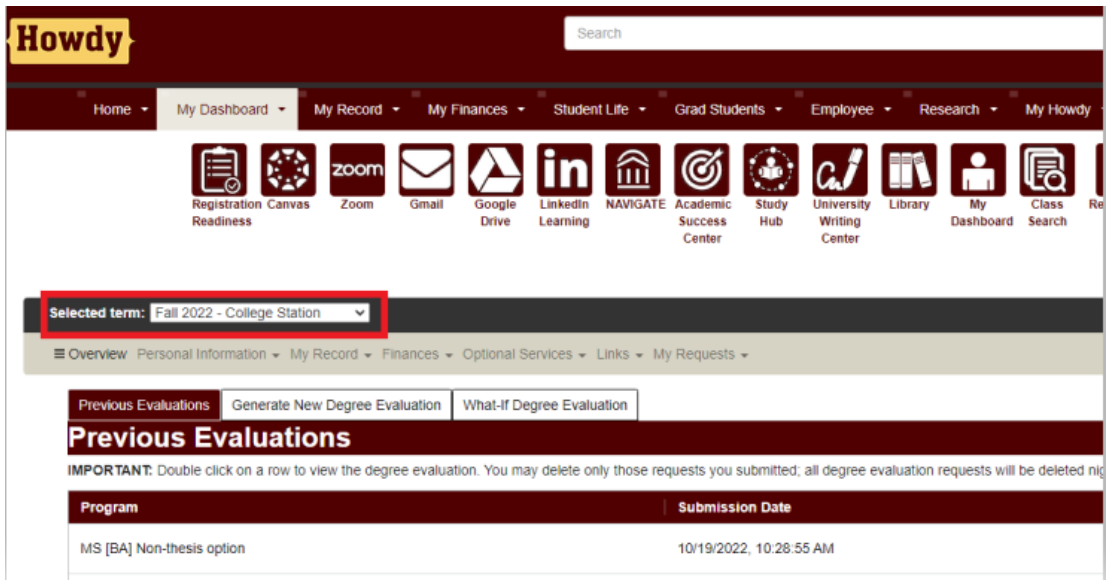 Howdy
Search
Home My Dashboard My Record My Finances Student Life Grad Students Employee Research My Howdy
zoom
in
Registration Readiness
Canvas
Zoom
Gmail
Google Drive
LinkedIn Learning
NAVIGATE
Academic Success Center
Study Hub
University Writing Center
Library
My Dashboard
Class Search
Re
Selected term: Fall 2022 - College Station
Overview Personal Information My Record Finances Optional Services Links My Requests
Previous Evaluations Generate New Degree Evaluation What-If Degree Evaluation
Previous Evaluations
IMPORTANT: Double click on a row to view the degree evaluation. You may delete only those requests you submitted; all degree evaluation requests will be deleted nig
Program Submission Date
MS [BA] Non-thesis option 10/19/2022, 10:28:55 AM